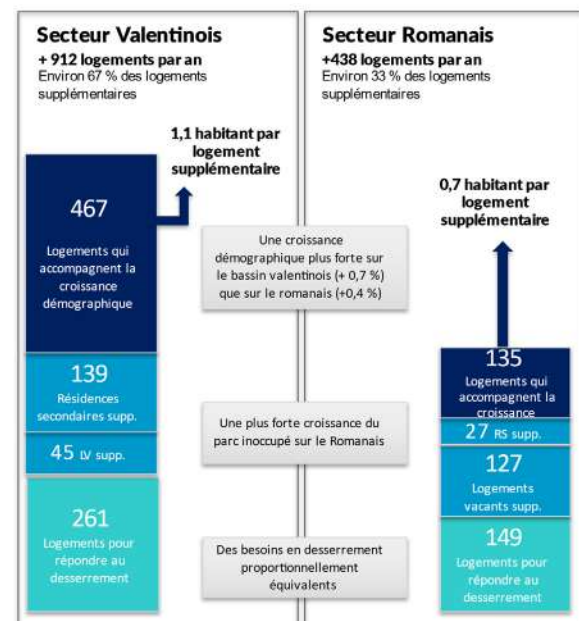 Secteur Valentinois
+ 912 logements par an
Environ 67 % des logements
supplémentaires
1,1 habitant par
logement
supplémentaire
467
Logements qui
accompagnent la
croissance
démographique
139
Résidences
secondaires supp.
45 LV supp.
261
Logements pour
répondre au
desserrement
Une croissance
démographique plus forte sur
le bassin valentinois (+ 0,7 %)
que sur le romanais (+0,4 %)
Une plus forte croissance du
parc inoccupé sur le Romanais
Des besoins en desserrement
proportionnellement
équivalents
Secteur Romanais
+438 logements par an
Environ 33 % des logements
supplémentaires
0,7 habitant par
logement
supplémentaire
135
Logements qui
accompagnent la
croissance
27 RS supp.
127
Logements
vacants supp.
149
Logements pour
répondre au
desserrement